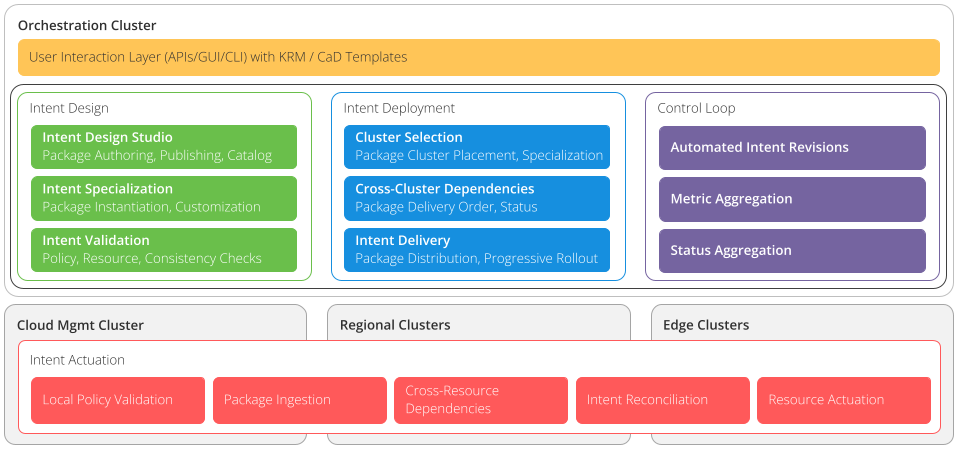 Orchestration Cluster
User Interaction Layer (APIs/GUI/CLI) with KRM / CaD Templates
Intent Design
Intent Design Studio
Package Authoring, Publishing, Catalog
Intent Specialization
Package Instantiation, Customization
Intent Validation
Policy, Resource, Consistency Checks
Intent Deployment
Cluster Selection
Package Cluster Placement, Specialization
Cross-Cluster Dependencies
Package Delivery Order, Status
Intent Delivery
Package Distribution, Progressive Rollout
Control Loop
Automated Intent Revisions
Metric Aggregation
Status Aggregation
Cloud Mgmt Cluster
Regional Clusters
Edge Clusters
Intent Actuation
Local Policy Validation
Package Ingestion
Cross-Resource
Dependencies
Intent Reconciliation
Resource Actuation